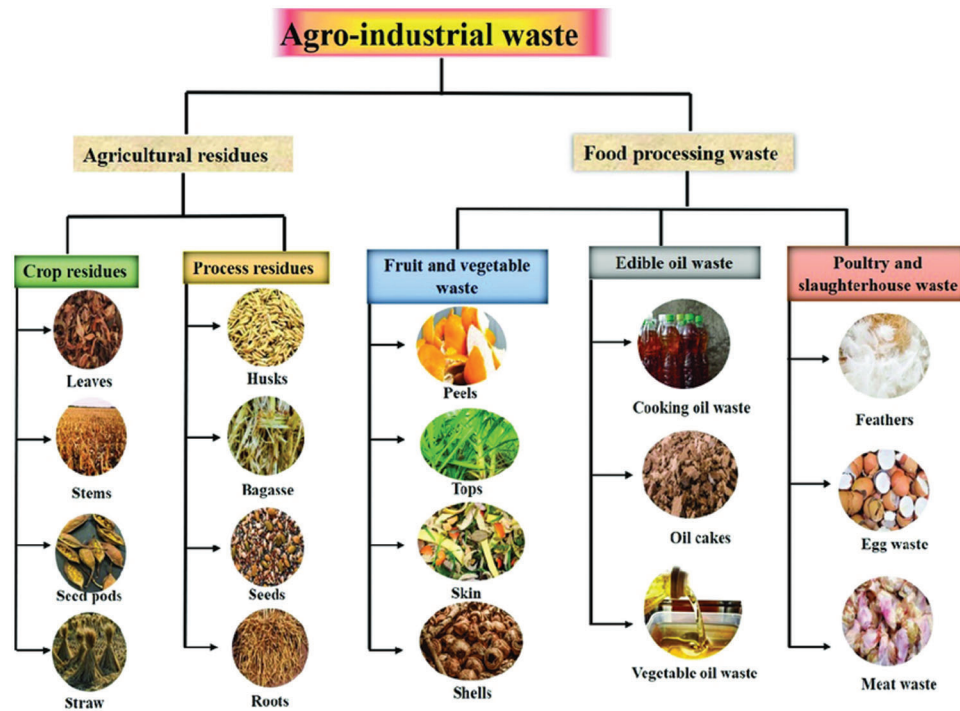 Agro-industrial waste
Agricultural residues
Food processing waste
Crop residues
Process residues
Fruit and vegetable
waste
Edible oil waste
Poultry and
slaughterhouse waste
Leaves
Stems
Seed pods
Straw
Husks
Bagasse
Seeds
Roots
Peels
Tops
Skin
Shells
Cooking oil waste
Oil cakes
Vegetable oil waste
Feathers
Egg waste
Meat waste